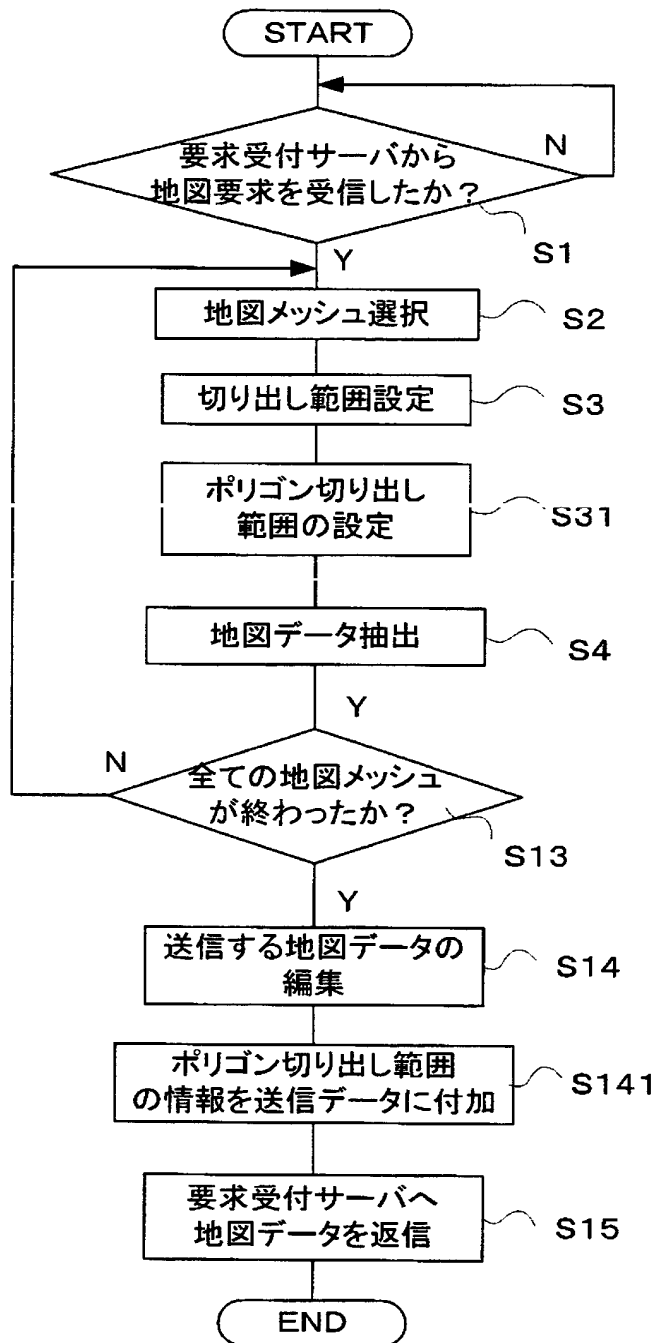 START
要求受付サーバから
地図要求を受信したか？
N
S1
Y
地図メッシュ選択
S2
切り出し範囲設定
S3
ポリゴン切り出し
範囲の設定
S31
地図データ抽出
S4
Y
N
全ての地図メッシュ
が終わったか？
S13
Y
送信する地図データの
編集
S14
ポリゴン切り出し範囲
の情報を送信データに付加
S141
要求受付サーバへ
地図データを返信
S15
END